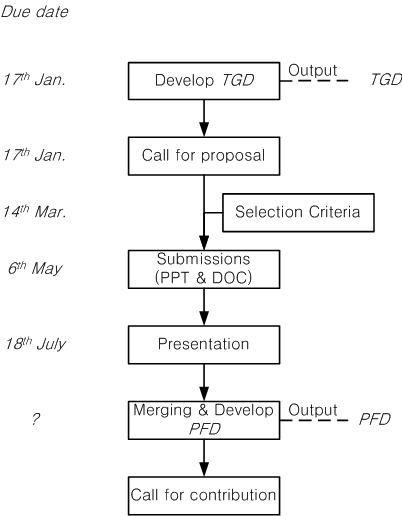 Due date
17th Jan. Develop TGD Output TGD
17th Jan. Call for proposal
14th Mar. Selection Criteria
6th May Submissions
(PPT & DOC)
18th July Presentation
? Merging & Develop Output PFD
PFD
Call for contribution